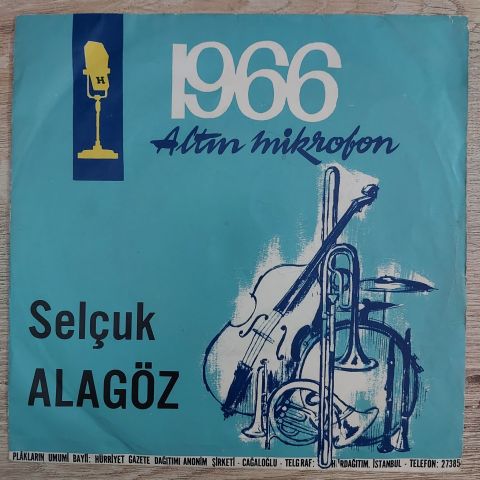 H
1966
Altın mikrofon
Selçuk
ALAGÖZ
PLÂKLARIN UMUMİ BAYİİ: HÜRRİYET GAZETE DAĞITIMI ANONİM ŞİRKETİ - CAĞALOĞLU - TELGRAF: HÜRDAĞITIM, İSTANBUL - TELEFON: 27385